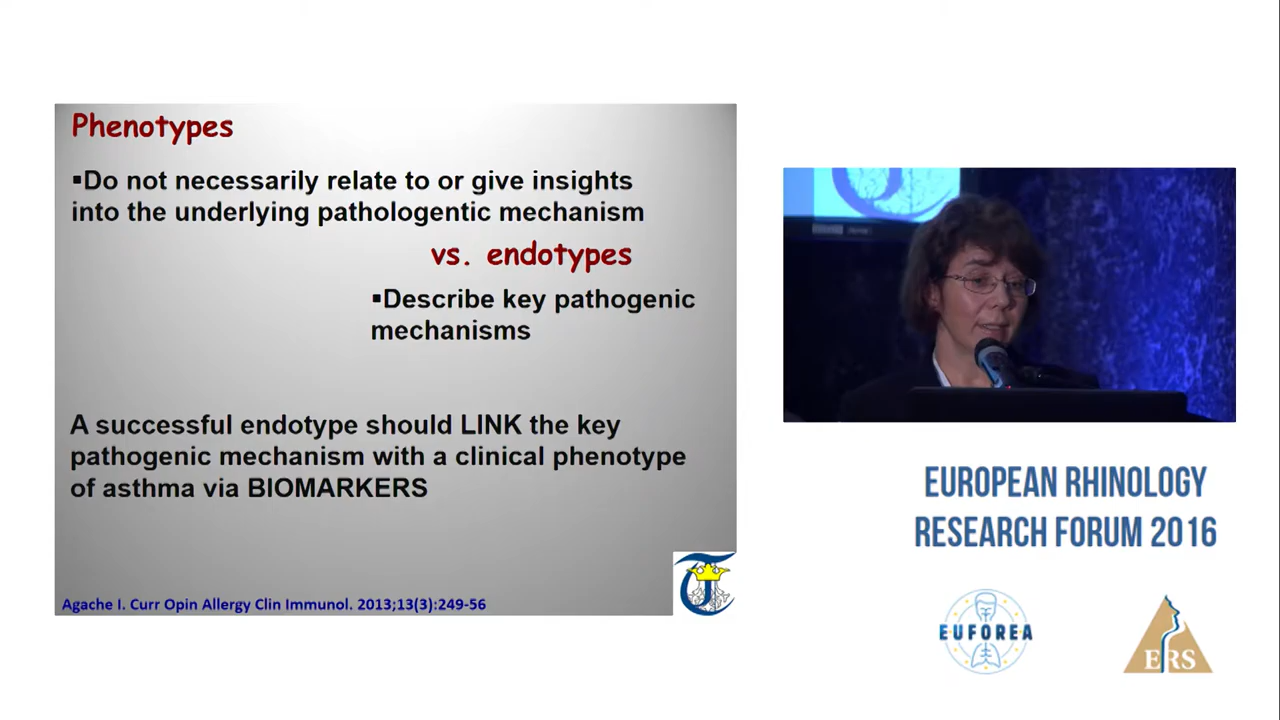 Phenotypes
▪Do not necessarily relate to or give insights
into the underlying pathologentic mechanism
vs. endotypes
▪Describe key pathogenic
mechanisms
A successful endotype should LINK the key
pathogenic mechanism with a clinical phenotype
of asthma via BIOMARKERS
Agache I. Curr Opin Allergy Clin Immunol. 2013;13(3):249-56
EUROPEAN RHINOLOGY
RESEARCH FORUM 2016
EUFOREA
ERS